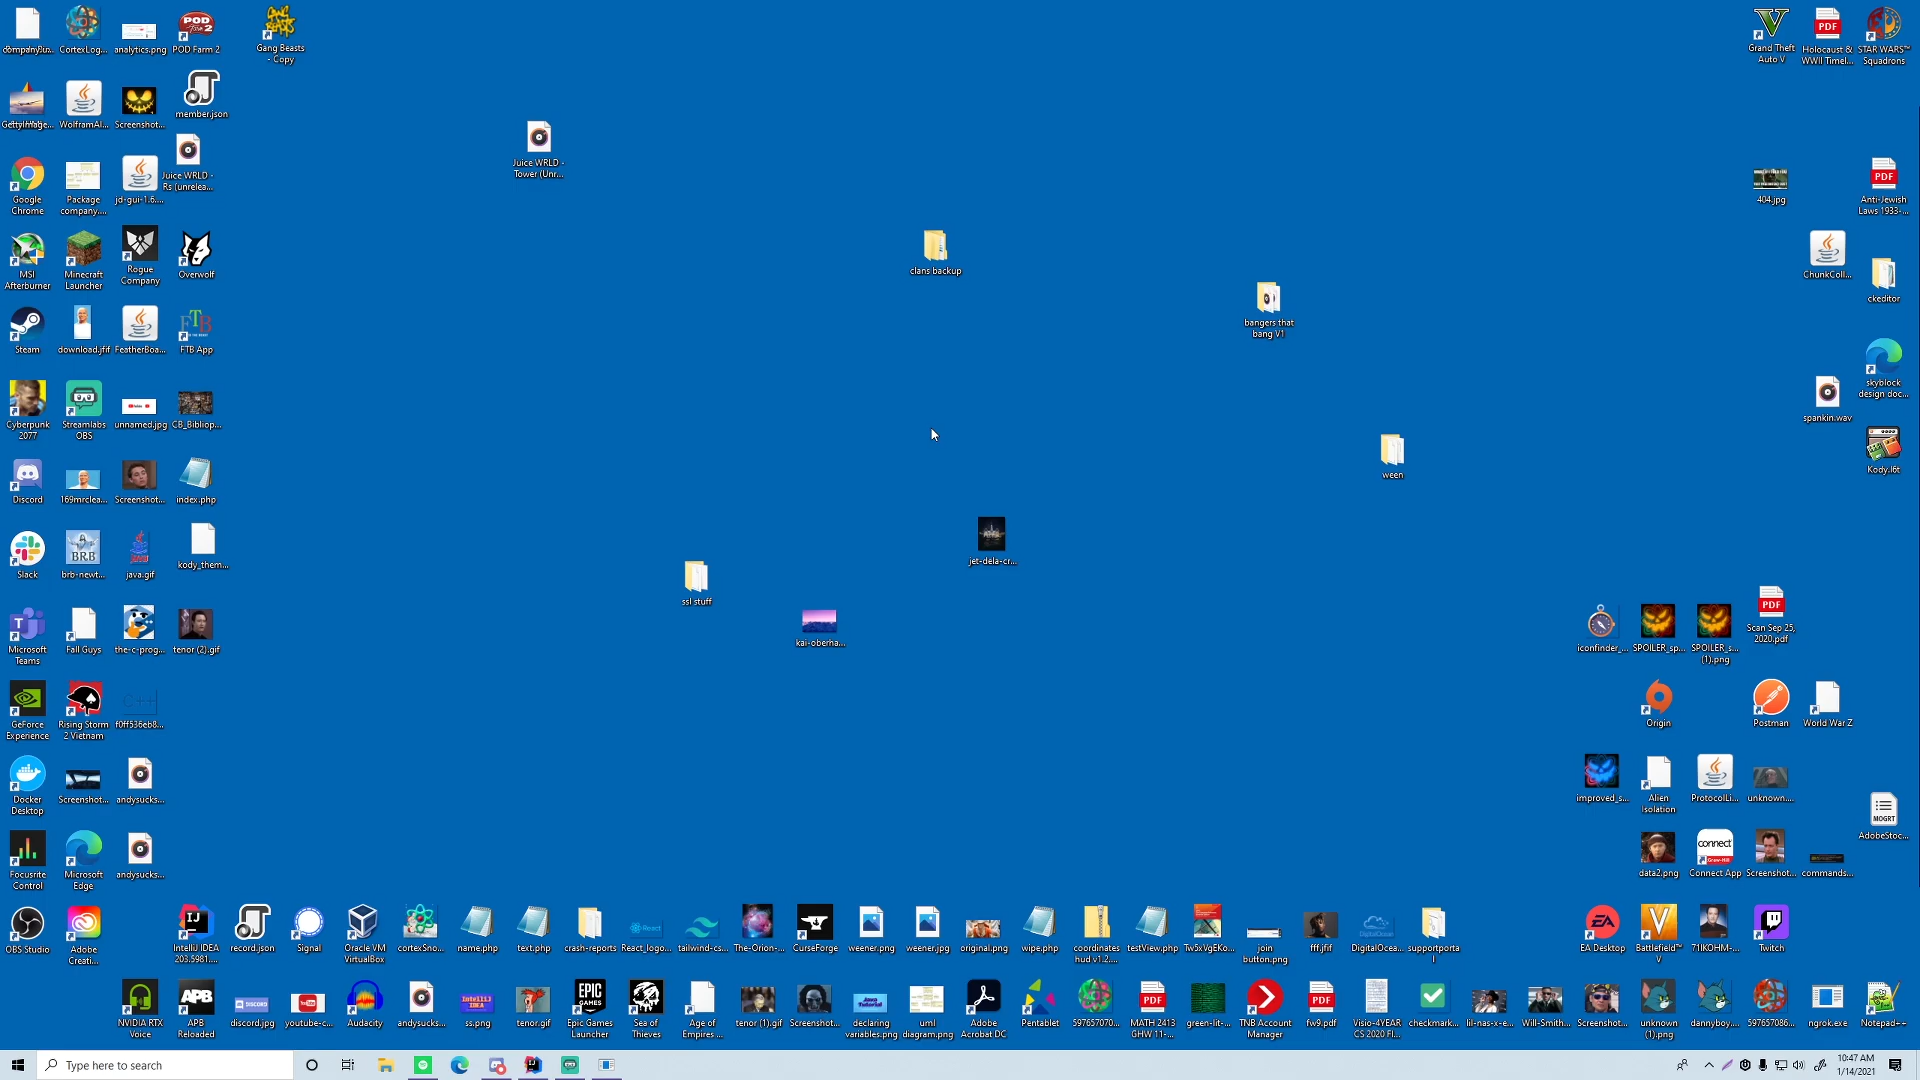 CortexLog...
analytics.png
POD Farm 2
Gang Beasts
- Copy
Grand Theft
Auto V
Holocaust &
WWII Timel...
STAR WARS™
Squadrons
GettyImage...
WolframAl...
Screenshot...
member.json
Juice WRLD -
Tower (Unr...
Google
Chrome
Package
company....
jd-gui-1.6....
Juice WRLD -
Rs (unrelea...
404.jpg
Anti-Jewish
Laws 1933-...
MSI
Afterburner
Minecraft
Launcher
Rogue
Company
Overwolf
clans backup
ChunkColl...
ckeditor
bangers that
bang V1
Steam
download.jfif
FeatherBoa...
FTB App
skyblock
design doc...
Cyberpunk
2077
Streamlabs
OBS
unnamed.jpg
CB_Bibliop...
spankin.wav
Kody.l6t
Discord
169mrclea...
Screenshot...
index.php
ween
Slack
brb-newt...
java.gif
kody_them...
jet-dela-cr...
ssl stuff
kai-oberha...
Microsoft
Teams
Fall Guys
the-c-prog...
tenor (2).gif
iconfinder_...
SPOILER_sp...
SPOILER_s...
(1).png
Scan Sep 25,
2020.pdf
GeForce
Experience
Rising Storm
2 Vietnam
f0ff536eb8...
Origin
Postman
World War Z
Docker
Desktop
Screenshot...
andysucks...
improved_s...
Alien
Isolation
ProtocolLi...
unknown....
AdobeStoc...
Focusrite
Control
Microsoft
Edge
andysucks...
data2.png
Connect App
Screenshot...
commands...
OBS Studio
Adobe
Creati...
IntelliJ IDEA
203.5981....
record.json
Signal
Oracle VM
VirtualBox
cortexSno...
name.php
text.php
crash-reports
React_logo...
tailwind-cs...
The-Orion-...
CurseForge
weener.png
weener.jpg
original.png
wipe.php
coordinates
hud v1.2....
testView.php
Tw5xVgEKo...
join
button.png
fff.jfif
DigitalOcea...
supportporta
l
EA Desktop
Battlefield™
V
71IKOHM-...
Twitch
NVIDIA RTX
Voice
APB
Reloaded
discord.jpg
youtube-c...
Audacity
andysucks...
ss.png
tenor.gif
Epic Games
Launcher
Sea of
Thieves
Age of
Empires ...
tenor (1).gif
Screenshot...
declaring
variables.png
uml
diagram.png
Adobe
Acrobat DC
Pentablet
597657070...
MATH 2413
GHW 11-...
green-lit-...
TNB Account
Manager
fw9.pdf
Visio-4YEAR
CS 2020 Fl...
checkmark...
lil-nas-x-e...
Will-Smith...
Screenshot...
unknown
(1).png
dannyboy...
597657086...
ngrok.exe
Notepad++
Type here to search
10:47 AM
1/14/2021